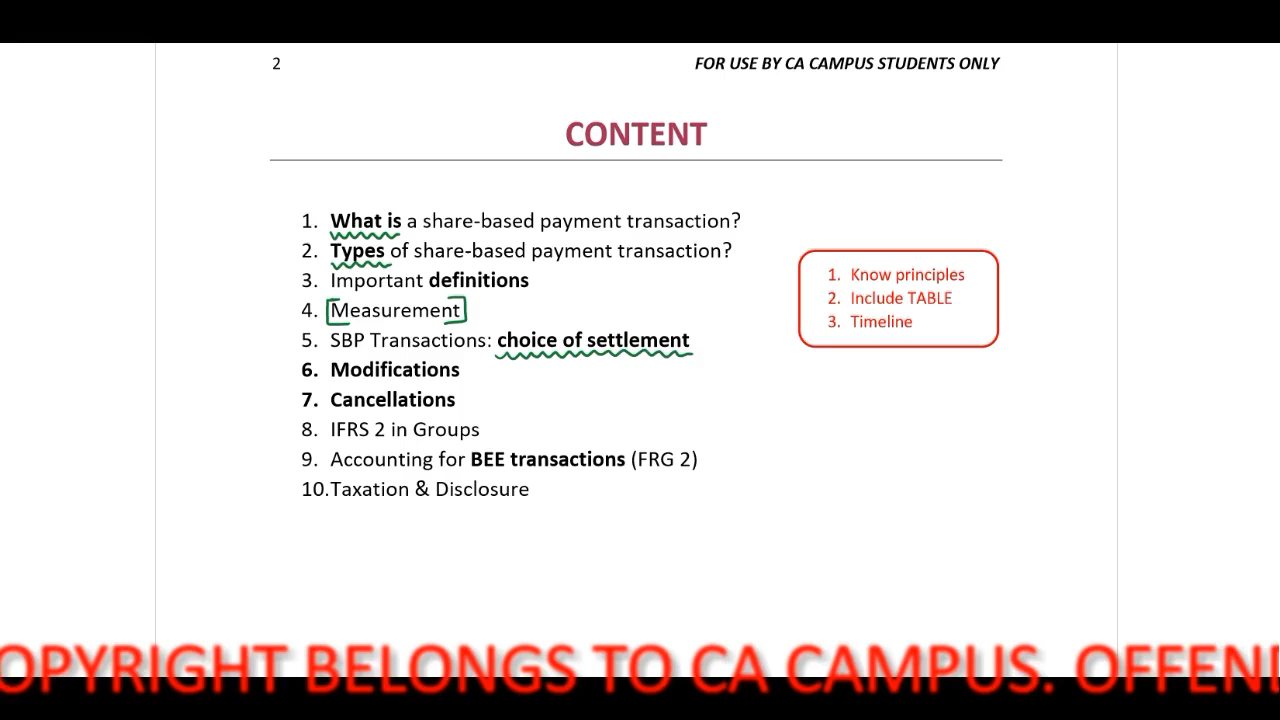 2 FOR USE BY CA CAMPUS STUDENTS ONLY
CONTENT
1. What is a share-based payment transaction?
2. Types of share-based payment transaction?
3. Important definitions
4. Measurement
5. SBP Transactions: choice of settlement
6. Modifications
7. Cancellations
8. IFRS 2 in Groups
9. Accounting for BEE transactions (FRG 2)
10.Taxation & Disclosure
1. Know principles
2. Include TABLE
3. Timeline
OPYRIGHT BELONGS TO CA CAMPUS. OFFEN